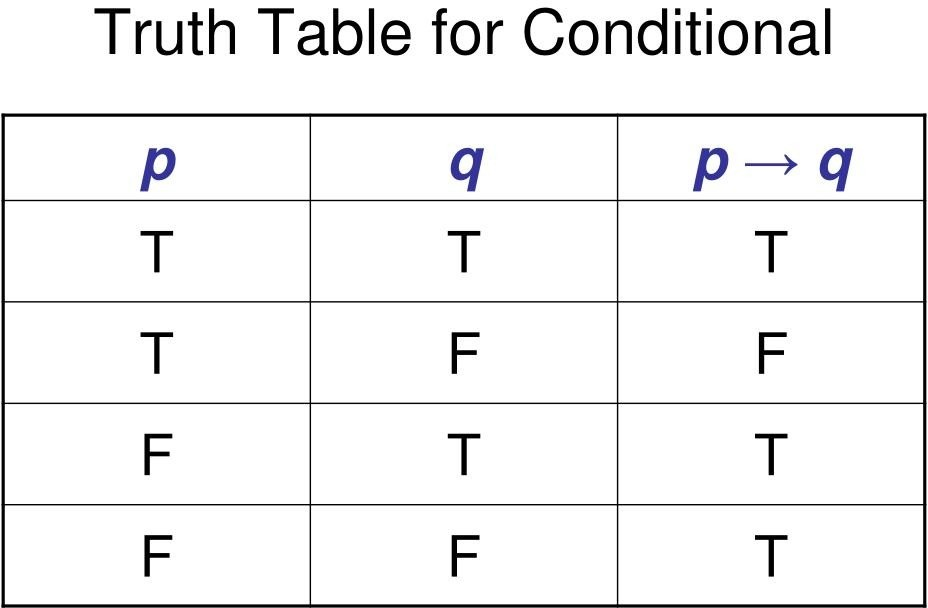 Truth Table for Conditional
p q p → q
T T T
T F F
F T T
F F T